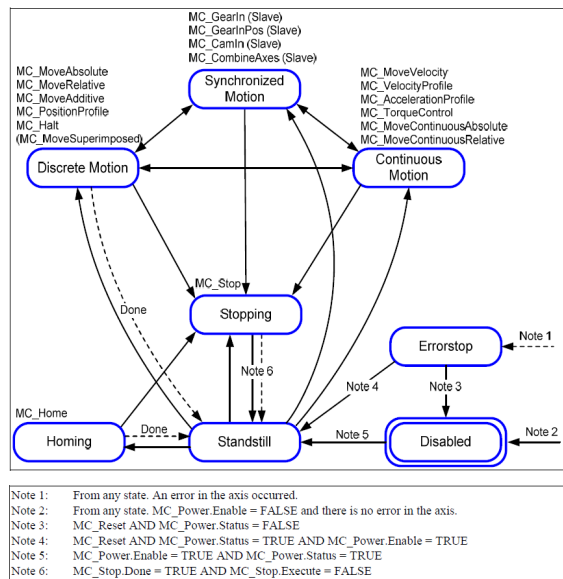 MC_GearIn (Slave)
MC_GearInPos (Slave)
MC_CamIn (Slave)
MC_CombineAxes (Slave)
Synchronized
Motion
MC_MoveAbsolute
MC_MoveRelative
MC_MoveAdditive
MC_PositionProfile
MC_Halt
(MC_MoveSuperimposed)
Discrete Motion
MC_MoveVelocity
MC_VelocityProfile
MC_AccelerationProfile
MC_TorqueControl
MC_MoveContinuousAbsolute
MC_MoveContinuousRelative
Continuous
Motion
MC_Stop
Stopping
Done
Note 6
Errorstop
Note 1
Note 4
Note 3
MC_Home
Homing
Done
Standstill
Note 5
Disabled
Note 2
Note 1: From any state. An error in the axis occurred.
Note 2: From any state. MC_Power.Enable = FALSE and there is no error in the axis.
Note 3: MC_Reset AND MC_Power.Status = FALSE
Note 4: MC_Reset AND MC_Power.Status = TRUE AND MC_Power.Enable = TRUE
Note 5: MC_Power.Enable = TRUE AND MC_Power.Status = TRUE
Note 6: MC_Stop.Done = TRUE AND MC_Stop.Execute = FALSE